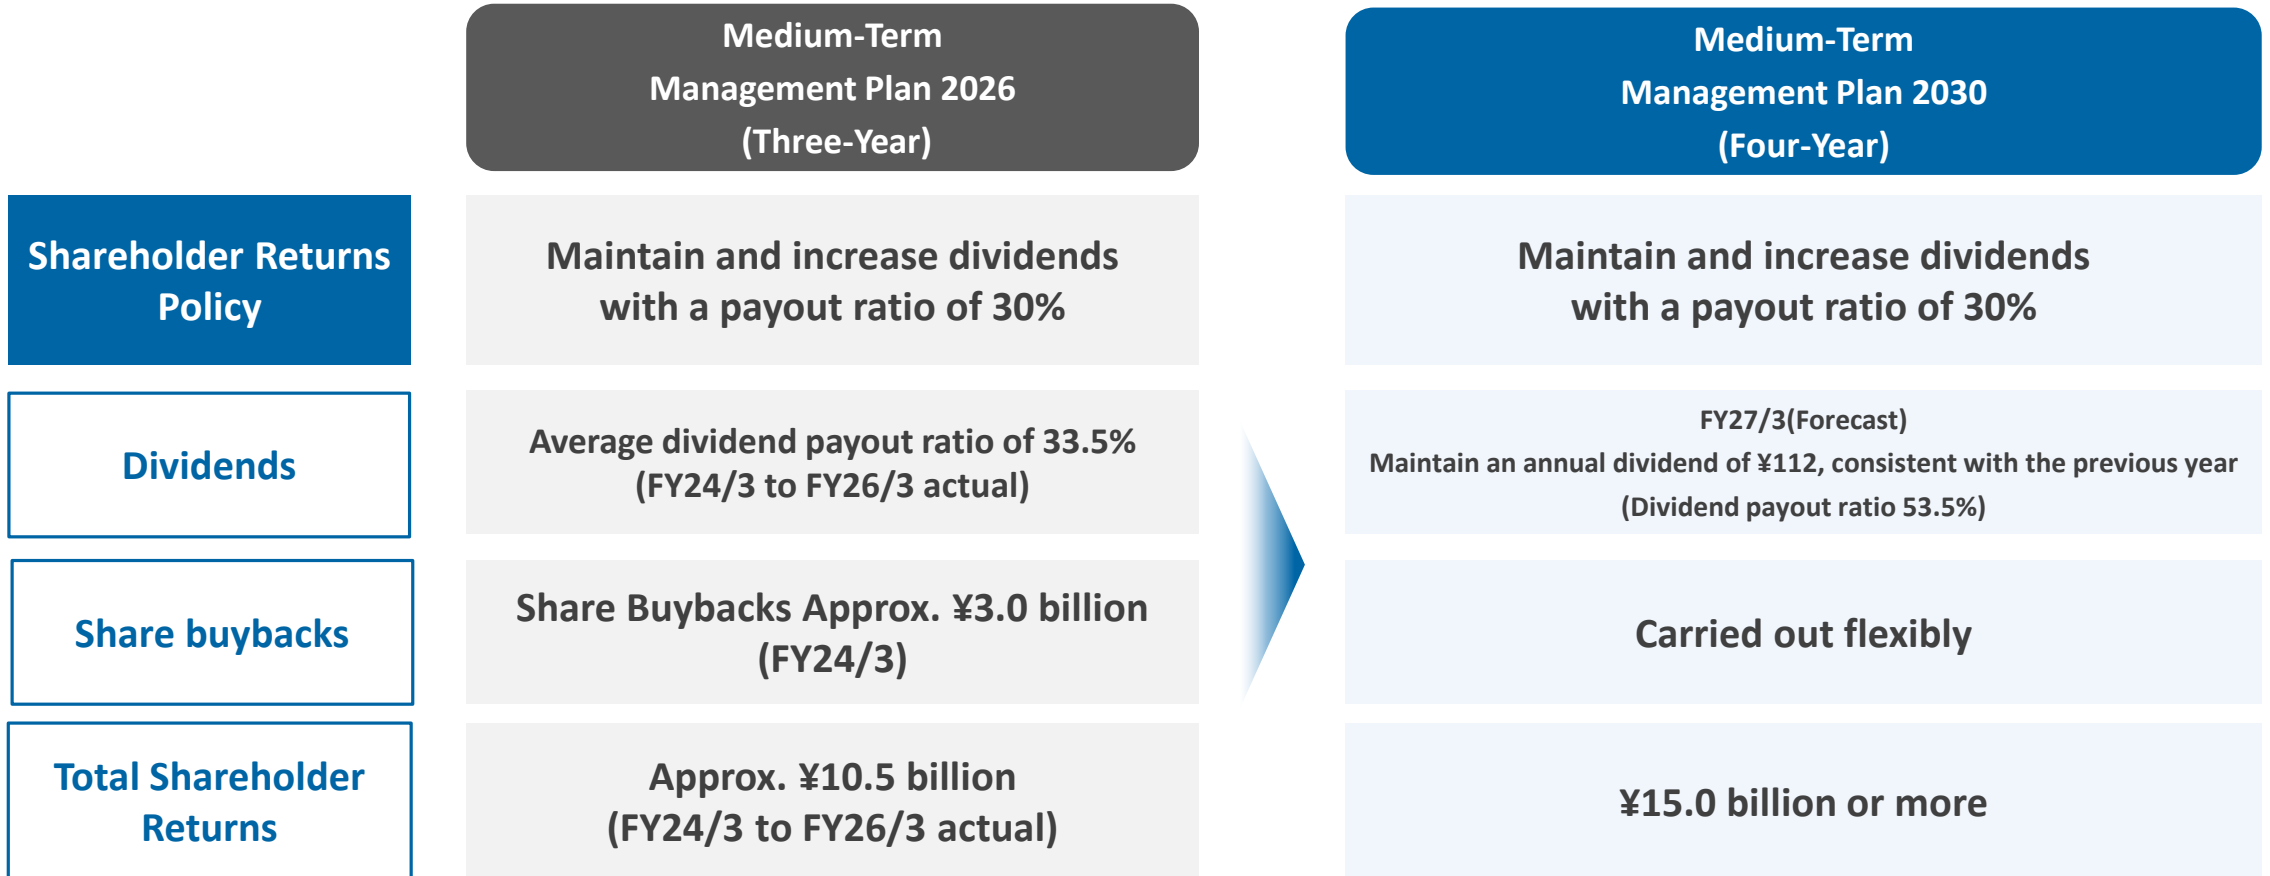 Medium-Term
Management Plan 2026
(Three-Year)
Medium-Term
Management Plan 2030
(Four-Year)
Shareholder Returns
Policy
Maintain and increase dividends
with a payout ratio of 30%
Maintain and increase dividends
with a payout ratio of 30%
Dividends
Average dividend payout ratio of 33.5%
(FY24/3 to FY26/3 actual)
FY27/3(Forecast)
Maintain an annual dividend of ¥112, consistent with the previous year
(Dividend payout ratio 53.5%)
Share buybacks
Share Buybacks Approx. ¥3.0 billion
(FY24/3)
Carried out flexibly
Total Shareholder
Returns
Approx. ¥10.5 billion
(FY24/3 to FY26/3 actual)
¥15.0 billion or more